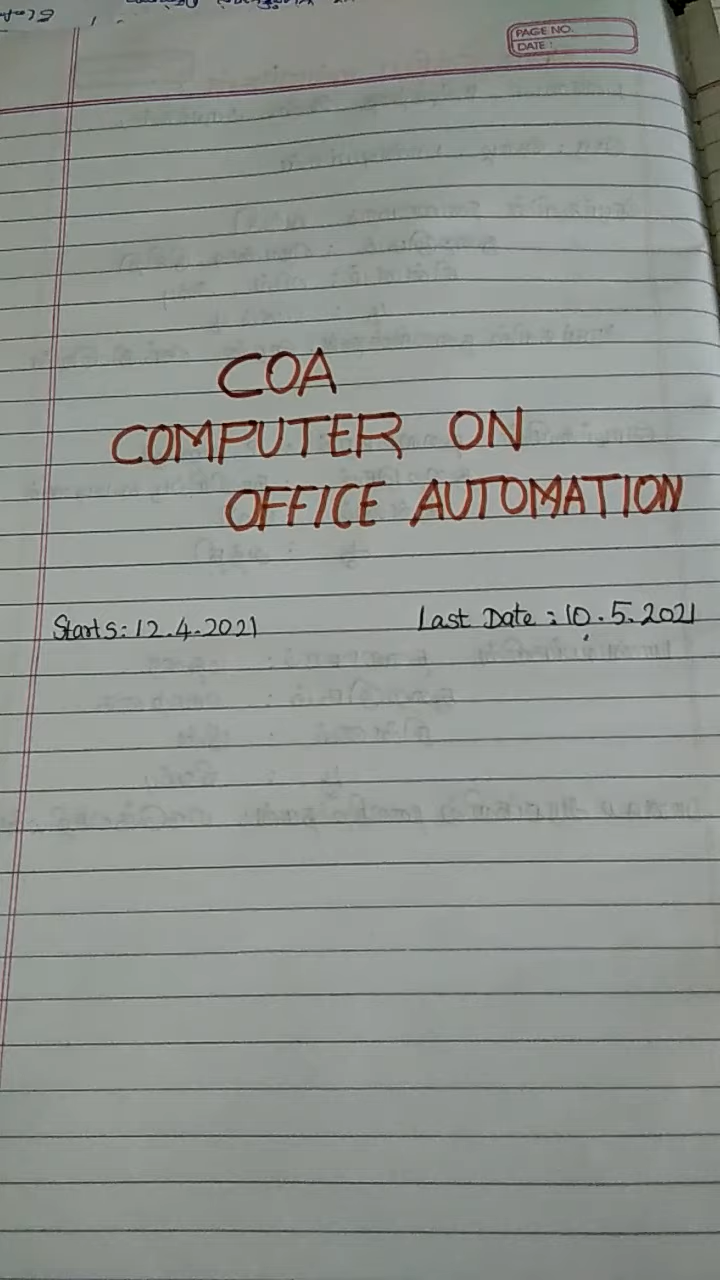 PAGE NO.
DATE :
COA
COMPUTER ON
OFFICE AUTOMATION
Starts: 12.4.2021 Last Date : 10.5.2021